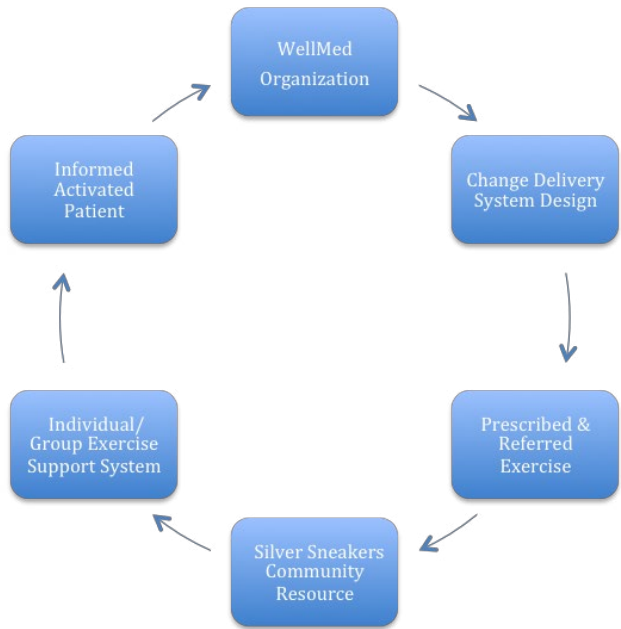 WellMed
Organization
Change Delivery
System Design
Prescribed &
Referred
Exercise
Silver Sneakers
Community
Resource
Individual/
Group Exercise
Support System
Informed
Activated
Patient